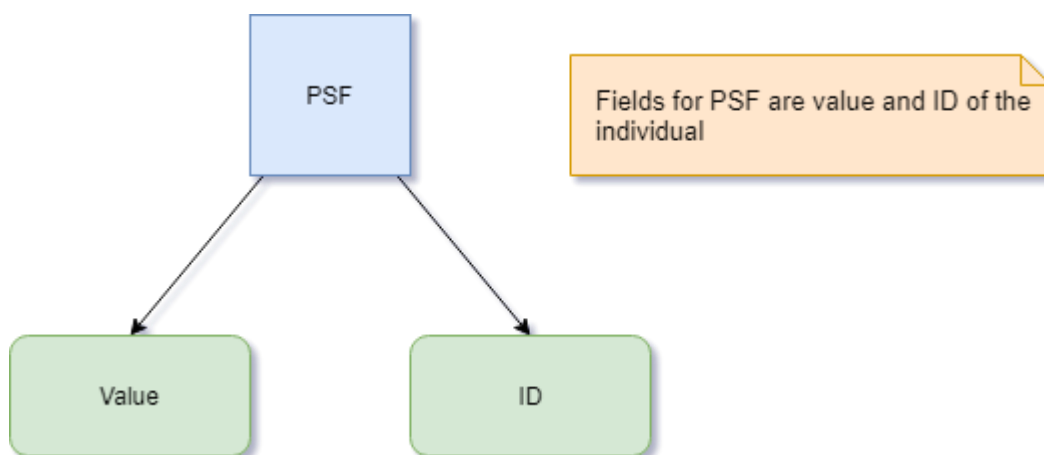 PSF
Fields for PSF are value and ID of the
individual
Value
ID